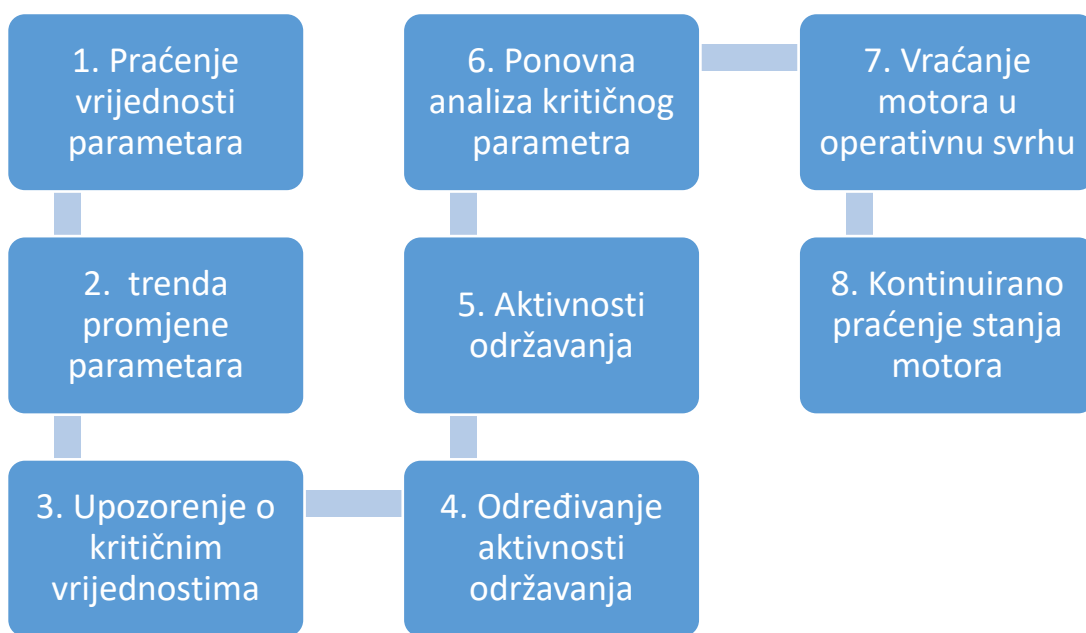 1. Praćenje
vrijednosti
parametara
2.  trenda
promjene
parametara
3. Upozorenje o
kritičnim
vrijednostima
4. Određivanje
aktivnosti
održavanja
5. Aktivnosti
održavanja
6. Ponovna
analiza kritičnog
parametra
7. Vraćanje
motora u
operativnu svrhu
8. Kontinuirano
praćenje stanja
motora